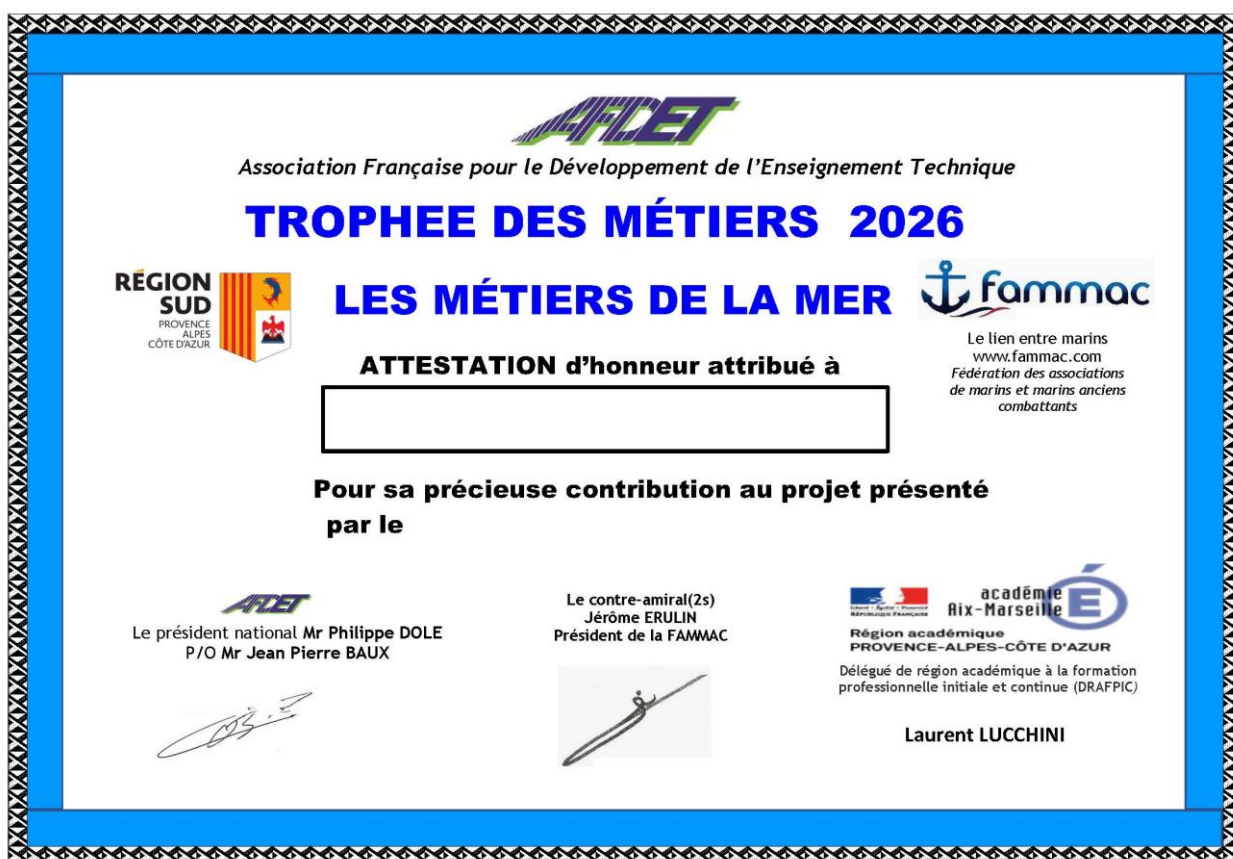 AFDET
Association Française pour le Développement de l'Enseignement Technique
TROPHEE DES MÉTIERS 2026
RÉGION
SUD
PROVENCE
ALPES
CÔTE D'AZUR
LES MÉTIERS DE LA MER
fammac
Le lien entre marins
www.fammac.com
Fédération des associations
de marins et marins anciens
combattants
ATTESTATION d'honneur attribué à
Pour sa précieuse contribution au projet présenté
par le
AFDET
Le président national Mr Philippe DOLE
P/O Mr Jean Pierre BAUX
Le contre-amiral(2s)
Jérôme ERULIN
Président de la FAMMAC
Liberté • Égalité • Fraternité
RÉPUBLIQUE FRANÇAISE
académie
Aix-Marseille
É
Région académique
PROVENCE-ALPES-CÔTE D'AZUR
Délégué de région académique à la formation
professionnelle initiale et continue (DRAFPIC)
Laurent LUCCHINI